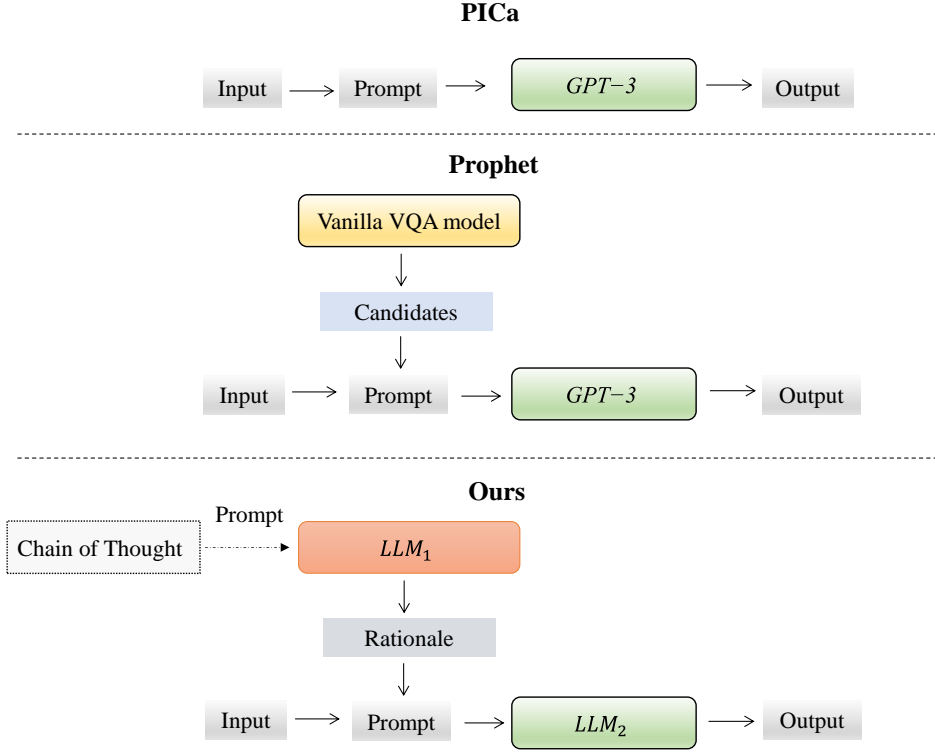 PICa
Input Prompt GPT-3 Output
Prophet
Vanilla VQA model
Candidates
Input Prompt GPT-3 Output
Ours
Prompt
Chain of Thought LLM₁
Rationale
Input Prompt LLM₂ Output